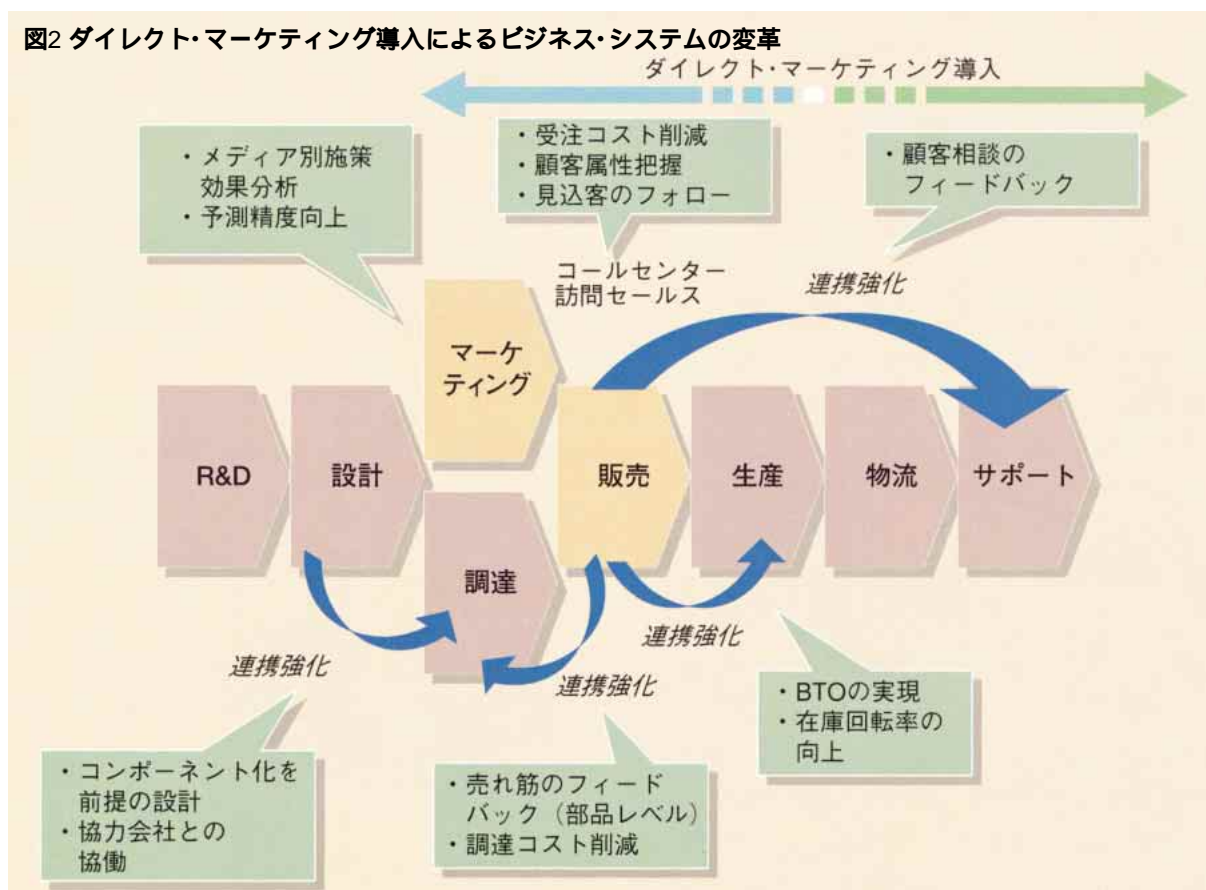 図2 ダイレクト・マーケティング導入によるビジネス・システムの変革
ダイレクト・マーケティング導入
・メディア別施策
効果分析
・予測精度向上
・受注コスト削減
・顧客属性把握
・見込客のフォロー
・顧客相談の
フィードバック
コールセンター
訪問セールス
連携強化
マーケ
ティング
R&D
設計
販売
生産
物流
サポート
調達
連携強化
連携強化
連携強化
・コンポーネント化を
前提の設計
・協力会社との
協働
・売れ筋のフィード
バック（部品レベル）
・調達コスト削減
・BTOの実現
・在庫回転率の
向上